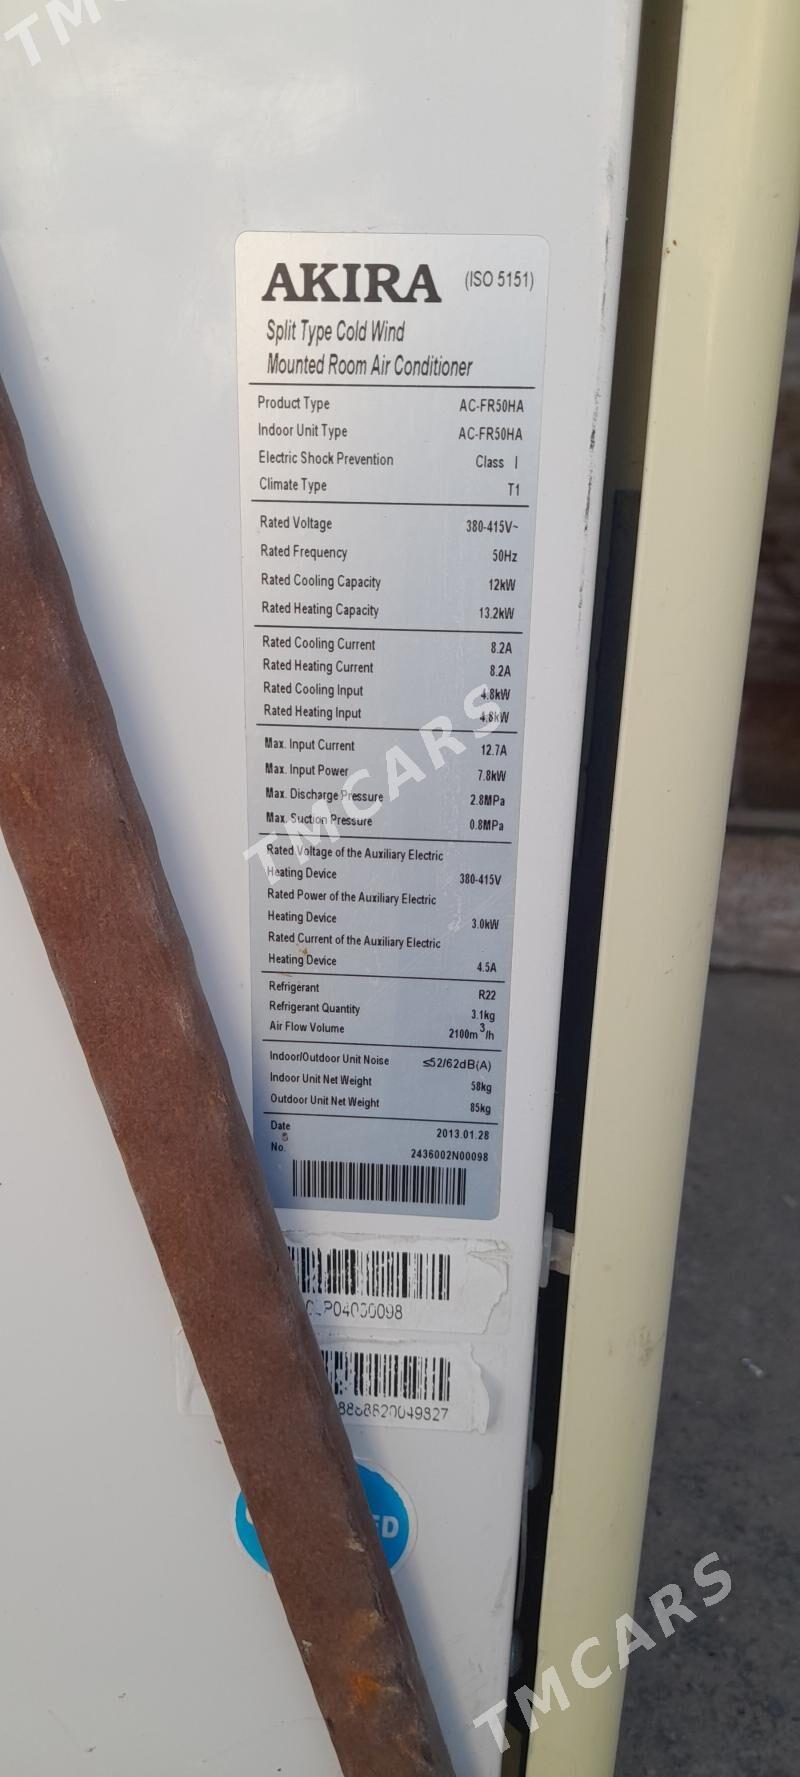 AKIRA (ISO 5151)
Split Type Cold Wind
Mounted Room Air Conditioner
Product Type AC-FR50HA
Indoor Unit Type AC-FR50HA
Electric Shock Prevention Class I
Climate Type T1
Rated Voltage 380-415V~
Rated Frequency 50Hz
Rated Cooling Capacity 12kW
Rated Heating Capacity 13.2kW
Rated Cooling Current 8.2A
Rated Heating Current 8.2A
Rated Cooling Input 4.8kW
Rated Heating Input 4.8kW
Max. Input Current 12.7A
Max. Input Power 7.8kW
Max. Discharge Pressure 2.8MPa
Max. Suction Pressure 0.8MPa
Rated Voltage of the Auxiliary Electric
Heating Device 380-415V
Rated Power of the Auxiliary Electric
Heating Device 3.0kW
Rated Current of the Auxiliary Electric
Heating Device 4.5A
Refrigerant R22
Refrigerant Quantity 3.1kg
Air Flow Volume 2100m³/h
Indoor/Outdoor Unit Noise ≤52/62dB(A)
Indoor Unit Net Weight 58kg
Outdoor Unit Net Weight 85kg
Date 2013.01.28
No. 2436002N00098
TMCARS
TMCARS